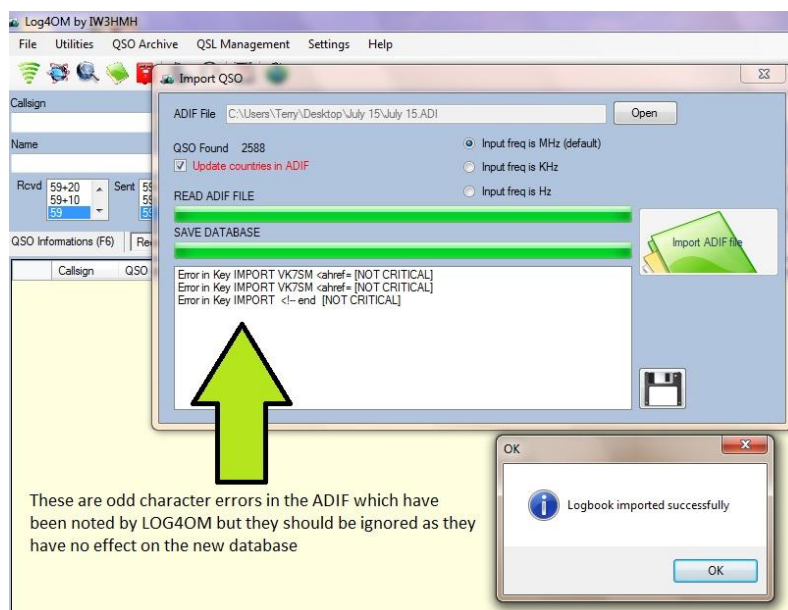 Log4OM by IW3HMH
File Utilities QSO Archive QSL Management Settings Help
Import QSO
Callsign
ADIF File C:\Users\Terry\Desktop\July 15\July 15.ADI Open
Name
QSO Found 2588
Input freq is MHz (default)
Update countries in ADIF
Input freq is KHz
Input freq is Hz
Rcvd 59+20 Sent
59+10
59
READ ADIF FILE
SAVE DATABASE
Import ADIF file
QSO Informations (F6)
Callsign QSO
Error in Key IMPORT VK7SM <ahref= [NOT CRITICAL]
Error in Key IMPORT VK7SM <ahref= [NOT CRITICAL]
Error in Key IMPORT <!-- end [NOT CRITICAL]
OK
Logbook imported successfully
OK
These are odd character errors in the ADIF which have
been noted by LOG4OM but they should be ignored as they
have no effect on the new database